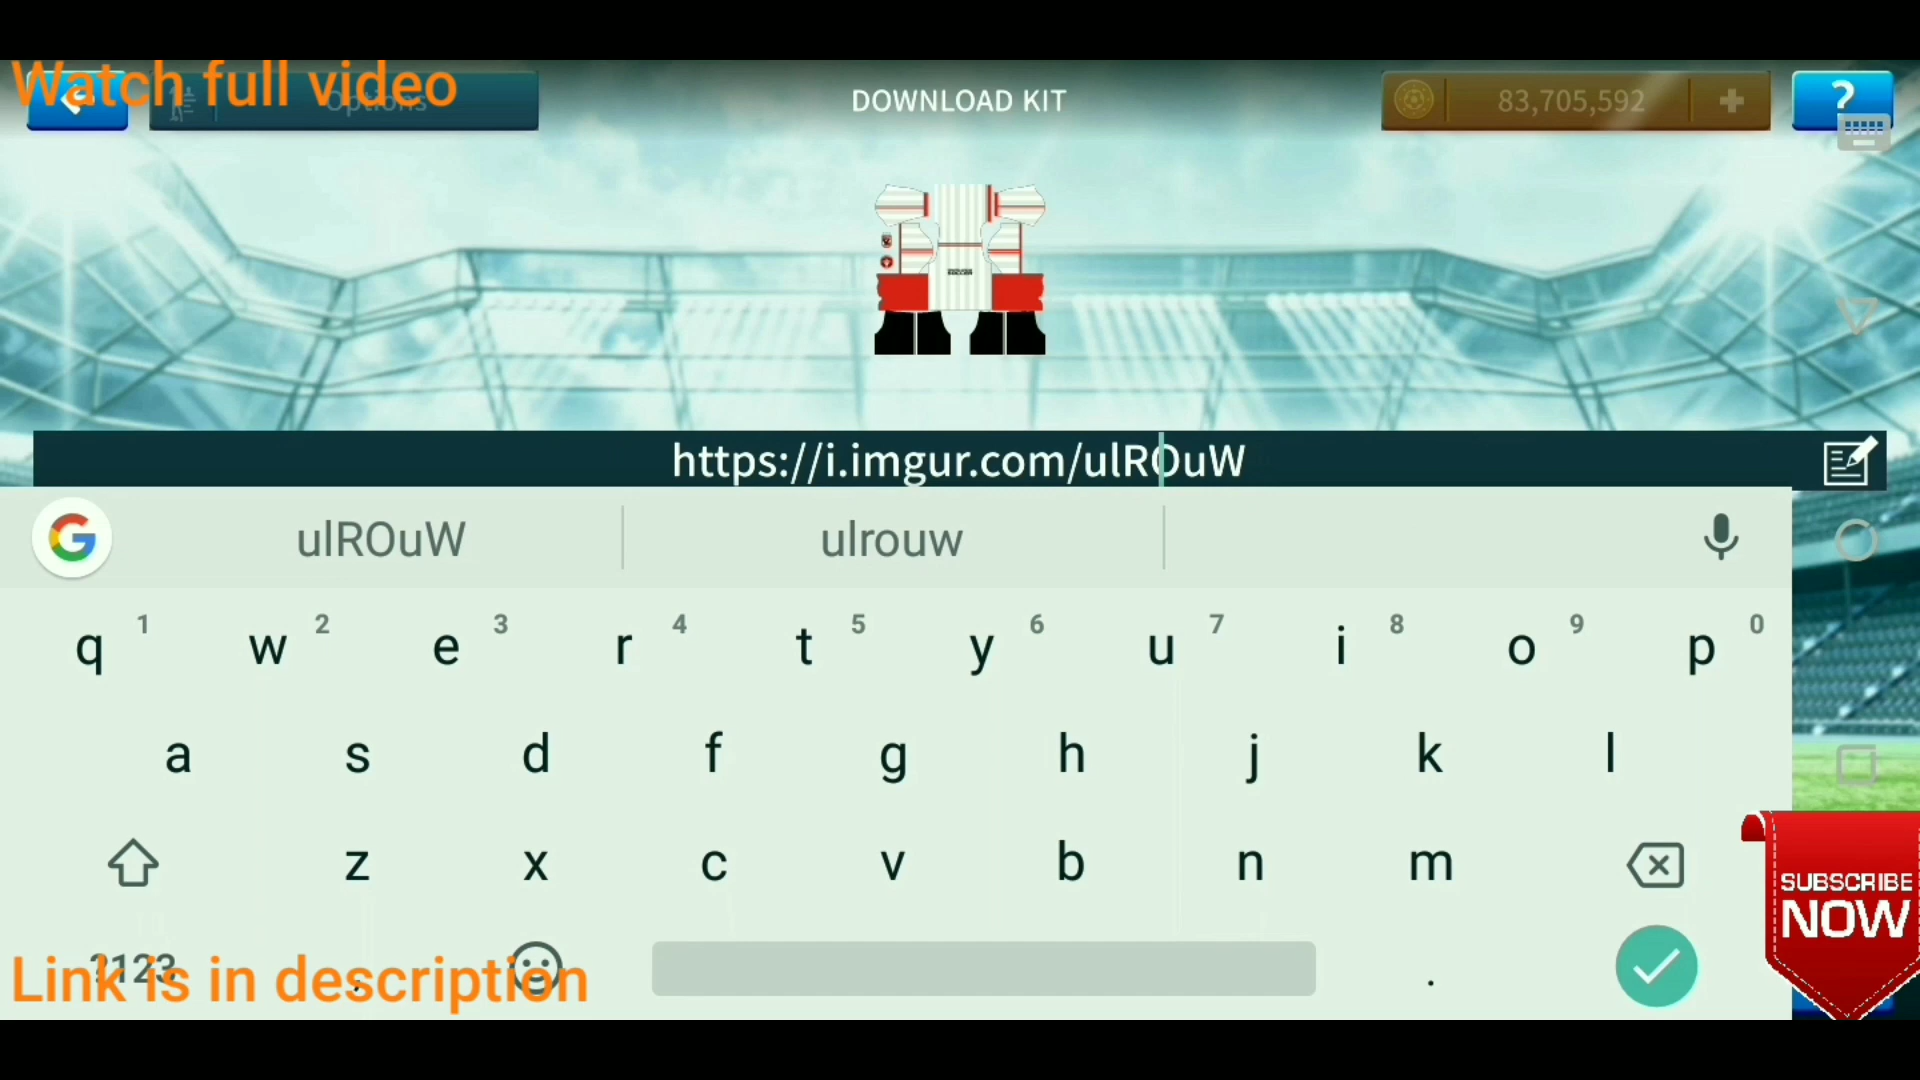 Watch full video
Options
DOWNLOAD KIT
83,705,592
?
https://i.imgur.com/ulROuW
G
ulROuW
ulrouw
q 1 w 2 e 3 r 4 t 5 y 6 u 7 i 8 o 9 p 0
a s d f g h j k l
z x c v b n m
?123 , .
Link is in description
SUBSCRIBE
NOW